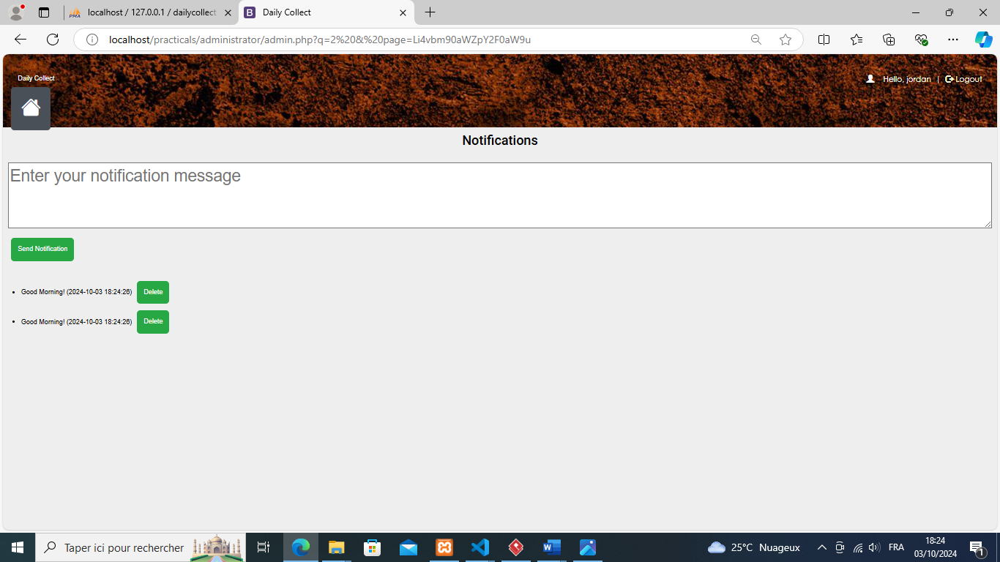 localhost / 127.0.0.1 / dailycollect
Daily Collect
localhost/practicals/administrator/admin.php?q=2%20&%20page=Li4vbm90aWZpY2F0aW9u
Daily Collect
Hello, jordan | Logout
Notifications
Enter your notification message
Send Notification
Good Morning! (2024-10-03 18:24:26) Delete
Good Morning! (2024-10-03 18:24:26) Delete
Taper ici pour rechercher
25°C Nuageux
FRA
18:24
03/10/2024
1